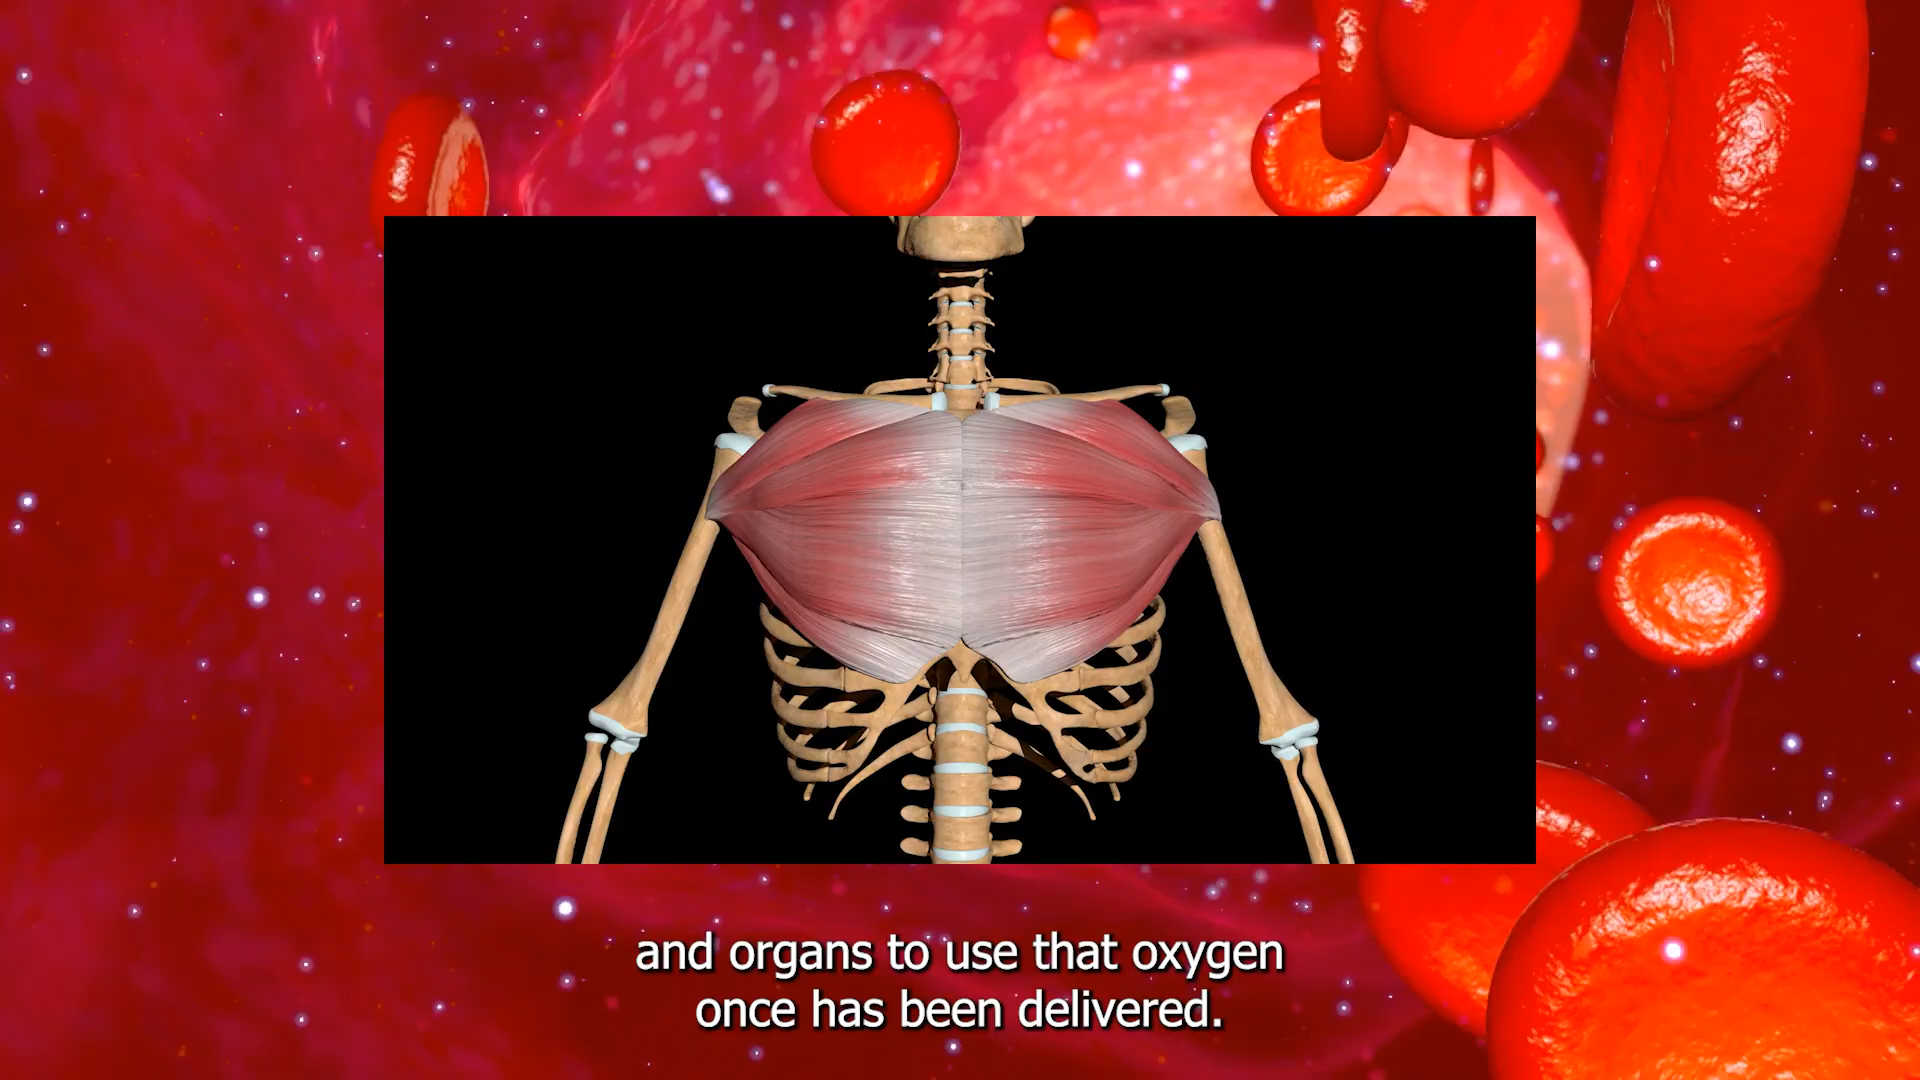 and organs to use that oxygen
once has been delivered.